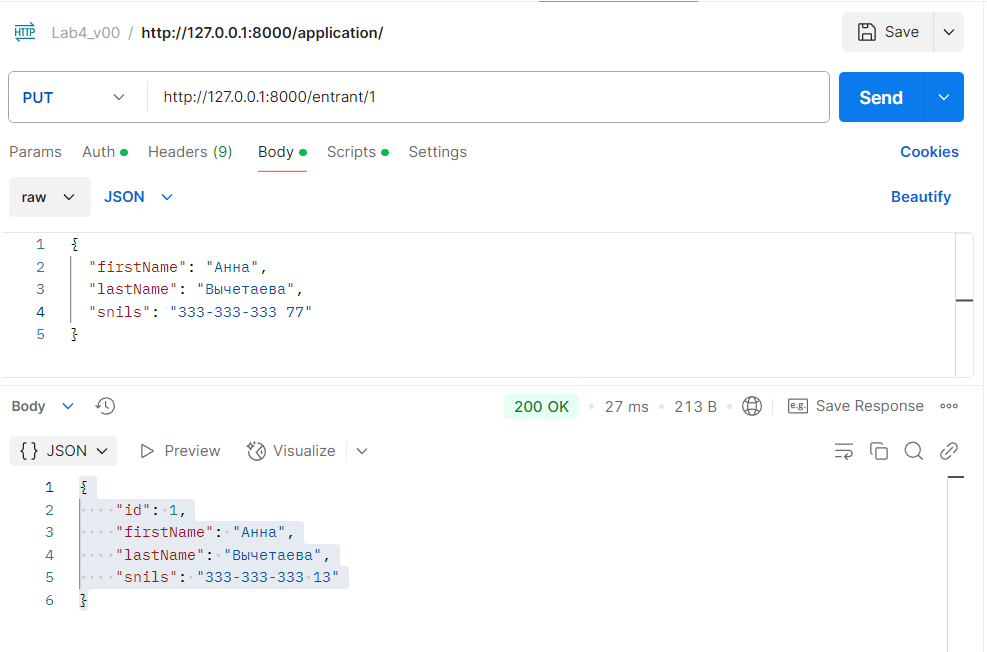 HTTP Lab4_v00 / http://127.0.0.1:8000/application/ Save
PUT http://127.0.0.1:8000/entrant/1 Send
Params Auth Headers (9) Body Scripts Settings Cookies
raw JSON Beautify
1 {
2 "firstName": "Анна",
3 "lastName": "Вычетаева",
4 "snils": "333-333-333 77"
5 }
Body 200 OK 27 ms 213 B e.g. Save Response
{} JSON Preview Visualize
1 {
2 "id": 1,
3 "firstName": "Анна",
4 "lastName": "Вычетаева",
5 "snils": "333-333-333 13"
6 }